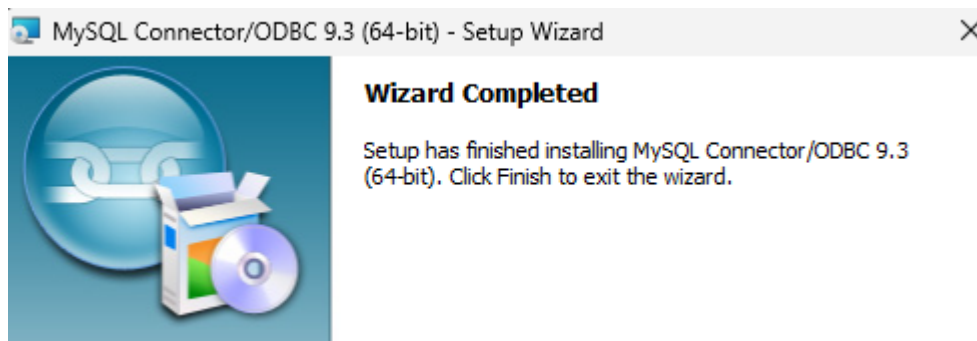 MySQL Connector/ODBC 9.3 (64-bit) - Setup Wizard
Wizard Completed
Setup has finished installing MySQL Connector/ODBC 9.3
(64-bit). Click Finish to exit the wizard.